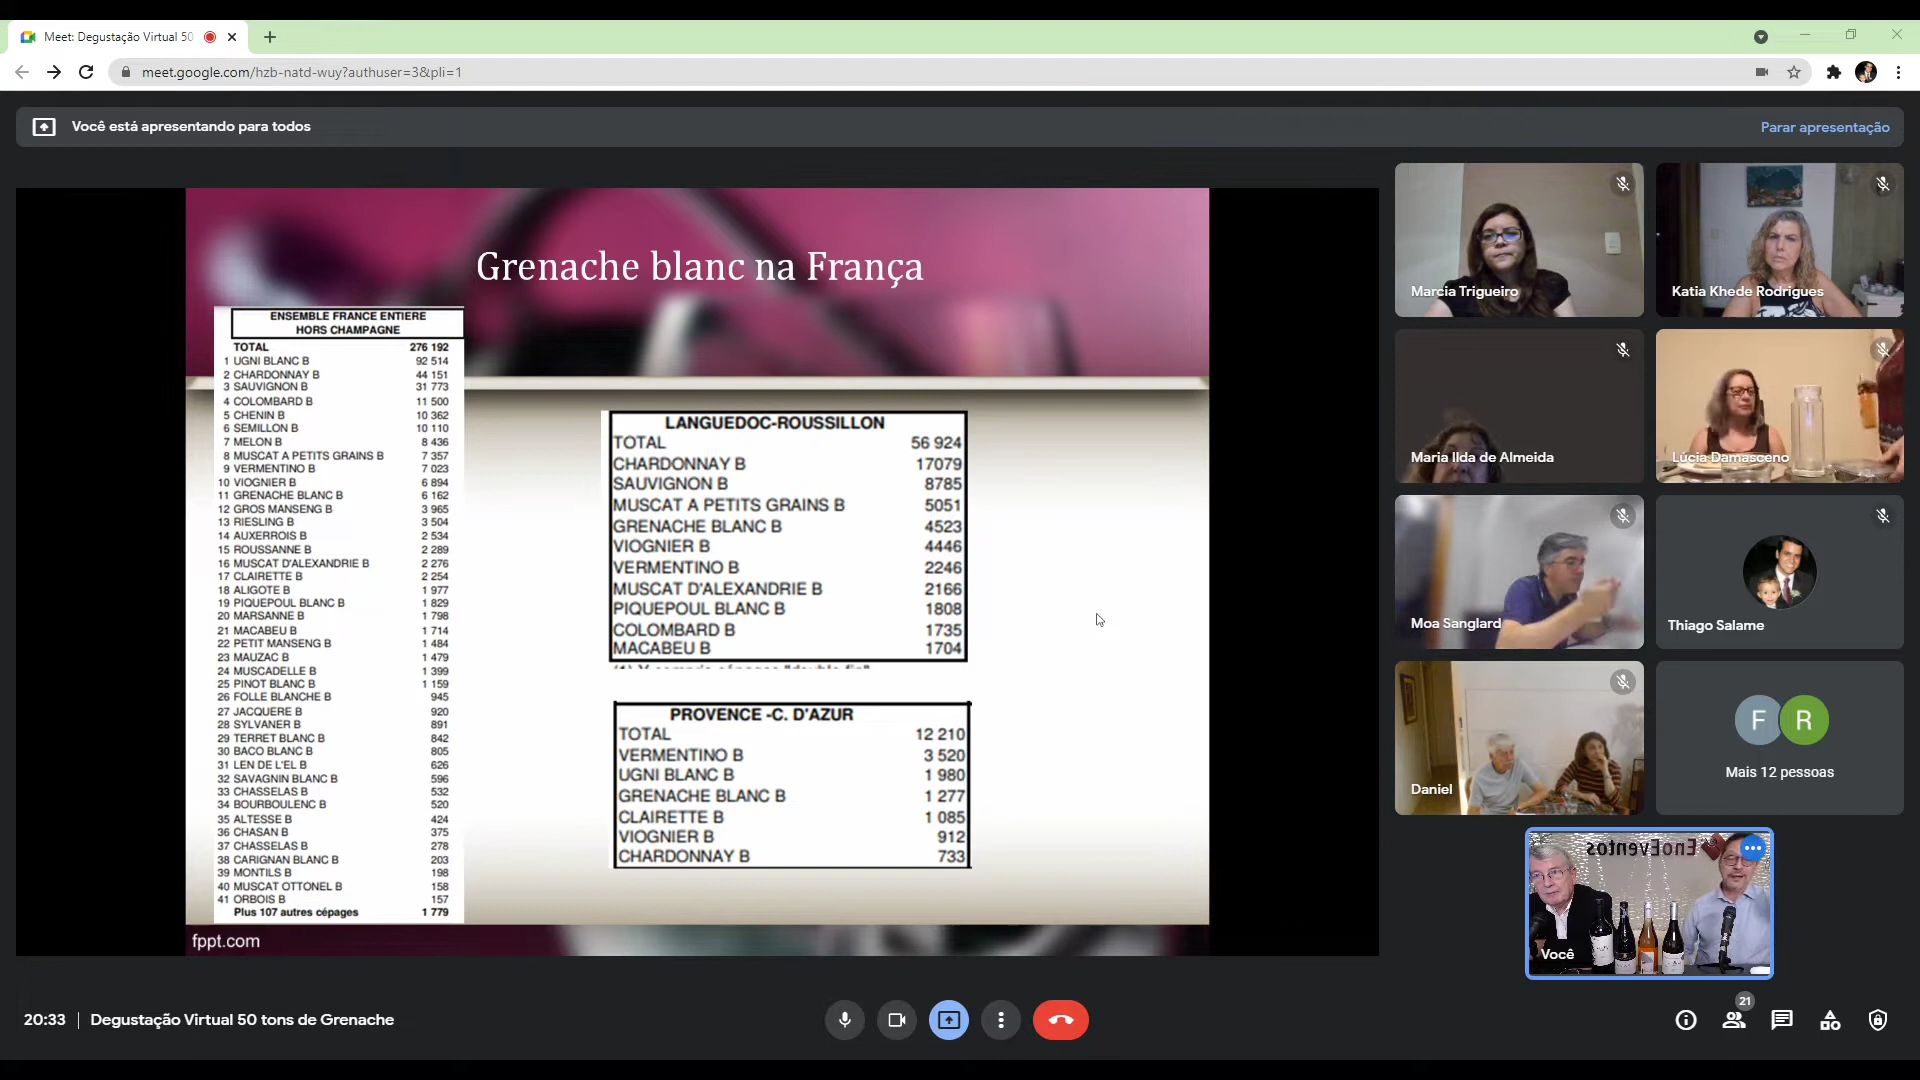 Meet: Degustação Virtual 50
meet.google.com/hzb-natd-wuy?authuser=3&pli=1
Você está apresentando para todos
Parar apresentação
Grenache blanc na França
ENSEMBLE FRANCE ENTIERE
HORS CHAMPAGNE
TOTAL 276 192
1 UGNI BLANC B 92 514
2 CHARDONNAY B 44 151
3 SAUVIGNON B 31 773
4 COLOMBARD B 11 500
5 CHENIN B 10 362
6 SEMILLON B 10 110
7 MELON B 8 436
8 MUSCAT A PETITS GRAINS B 7 357
9 VERMENTINO B 7 023
10 VIOGNIER B 6 894
11 GRENACHE BLANC B 6 162
12 GROS MANSENG B 3 965
13 RIESLING B 3 504
14 AUXERROIS B 2 534
15 ROUSSANNE B 2 289
16 MUSCAT D'ALEXANDRIE B 2 276
17 CLAIRETTE B 2 254
18 ALIGOTE B 1 977
19 PIQUEPOUL BLANC B 1 829
20 MARSANNE B 1 798
21 MACABEU B 1 714
22 PETIT MANSENG B 1 484
23 MAUZAC B 1 479
24 MUSCADELLE B 1 399
25 PINOT BLANC B 1 159
26 FOLLE BLANCHE B 945
27 JACQUERE B 920
28 SYLVANER B 891
29 TERRET BLANC B 842
30 BACO BLANC B 805
31 LEN DE L'EL B 626
32 SAVAGNIN BLANC B 596
33 CHASSELAS B 532
34 BOURBOULENC B 520
35 ALTESSE B 424
36 CHASAN B 375
37 CHASSELAS B 278
38 CARIGNAN BLANC B 203
39 MONTILS B 198
40 MUSCAT OTTONEL B 158
41 ORBOIS B 157
Plus 107 autres cépages 1 779
LANGUEDOC-ROUSSILLON
TOTAL 56 924
CHARDONNAY B 17079
SAUVIGNON B 8785
MUSCAT A PETITS GRAINS B 5051
GRENACHE BLANC B 4523
VIOGNIER B 4446
VERMENTINO B 2246
MUSCAT D'ALEXANDRIE B 2166
PIQUEPOUL BLANC B 1808
COLOMBARD B 1735
MACABEU B 1704
PROVENCE -C. D'AZUR
TOTAL 12 210
VERMENTINO B 3 520
UGNI BLANC B 1 980
GRENACHE BLANC B 1 277
CLAIRETTE B 1 085
VIOGNIER B 912
CHARDONNAY B 733
fppt.com
Marcia Trigueiro
Katia Khede Rodrigues
Maria Ilda de Almeida
Lúcia Damasceno
Moa Sanglard
Thiago Salame
Daniel
F R
Mais 12 pessoas
EnoEventos
Você
20:33 | Degustação Virtual 50 tons de Grenache
21